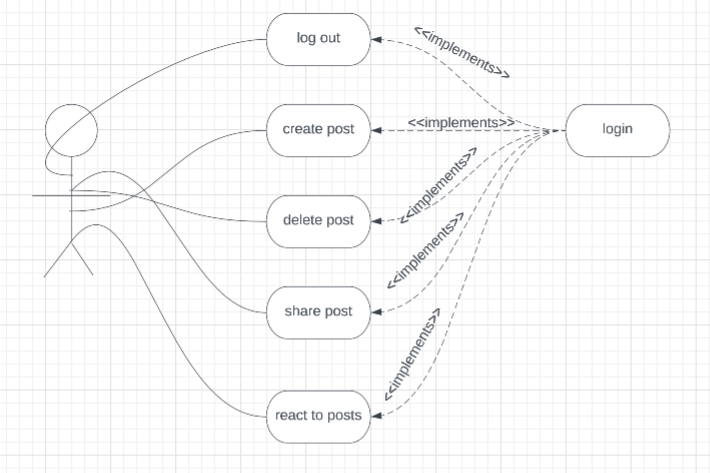 log out
<<implements>>
create post
<<implements>>
login
delete post
<<implements>>
share post
<<implements>>
react to posts
<<implements>>